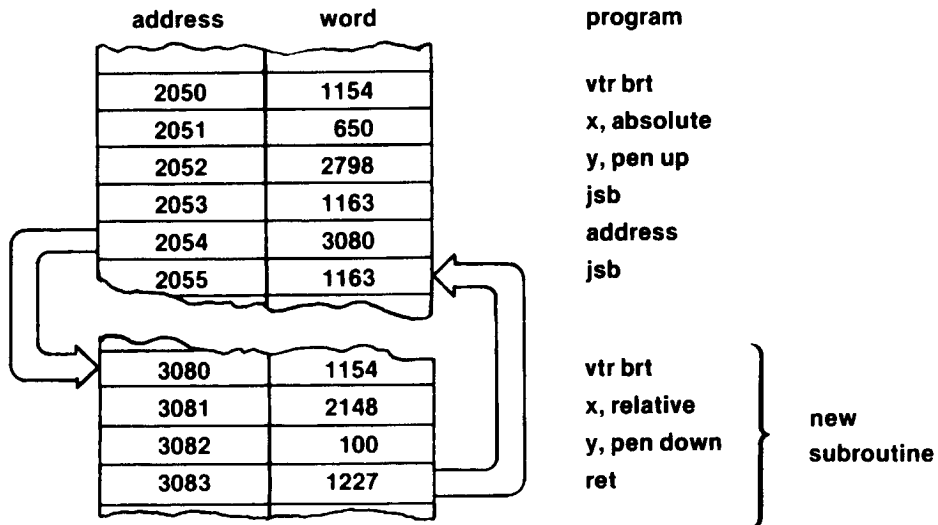 address word program
2050 1154 vtr brt
2051 650 x, absolute
2052 2798 y, pen up
2053 1163 jsb
2054 3080 address
2055 1163 jsb
3080 1154 vtr brt
3081 2148 x, relative
3082 100 y, pen down
3083 1227 ret
new
subroutine